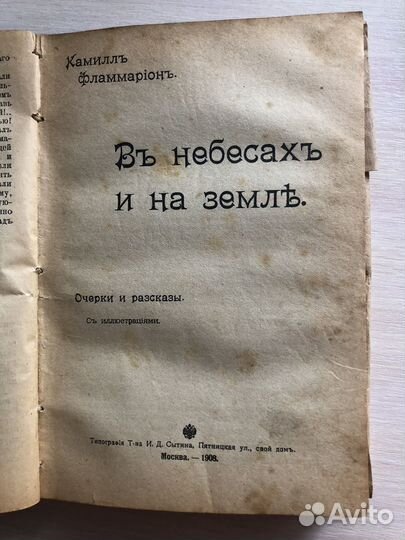 Камиллъ
Фламмаріонъ.
Въ небесахъ
и на землѣ.
Очерки и разсказы.
Съ иллюстраціями.
Типографія Т-ва И. Д. Сытина, Пятницкая ул., свой домъ.
Москва.—1908.
Avito